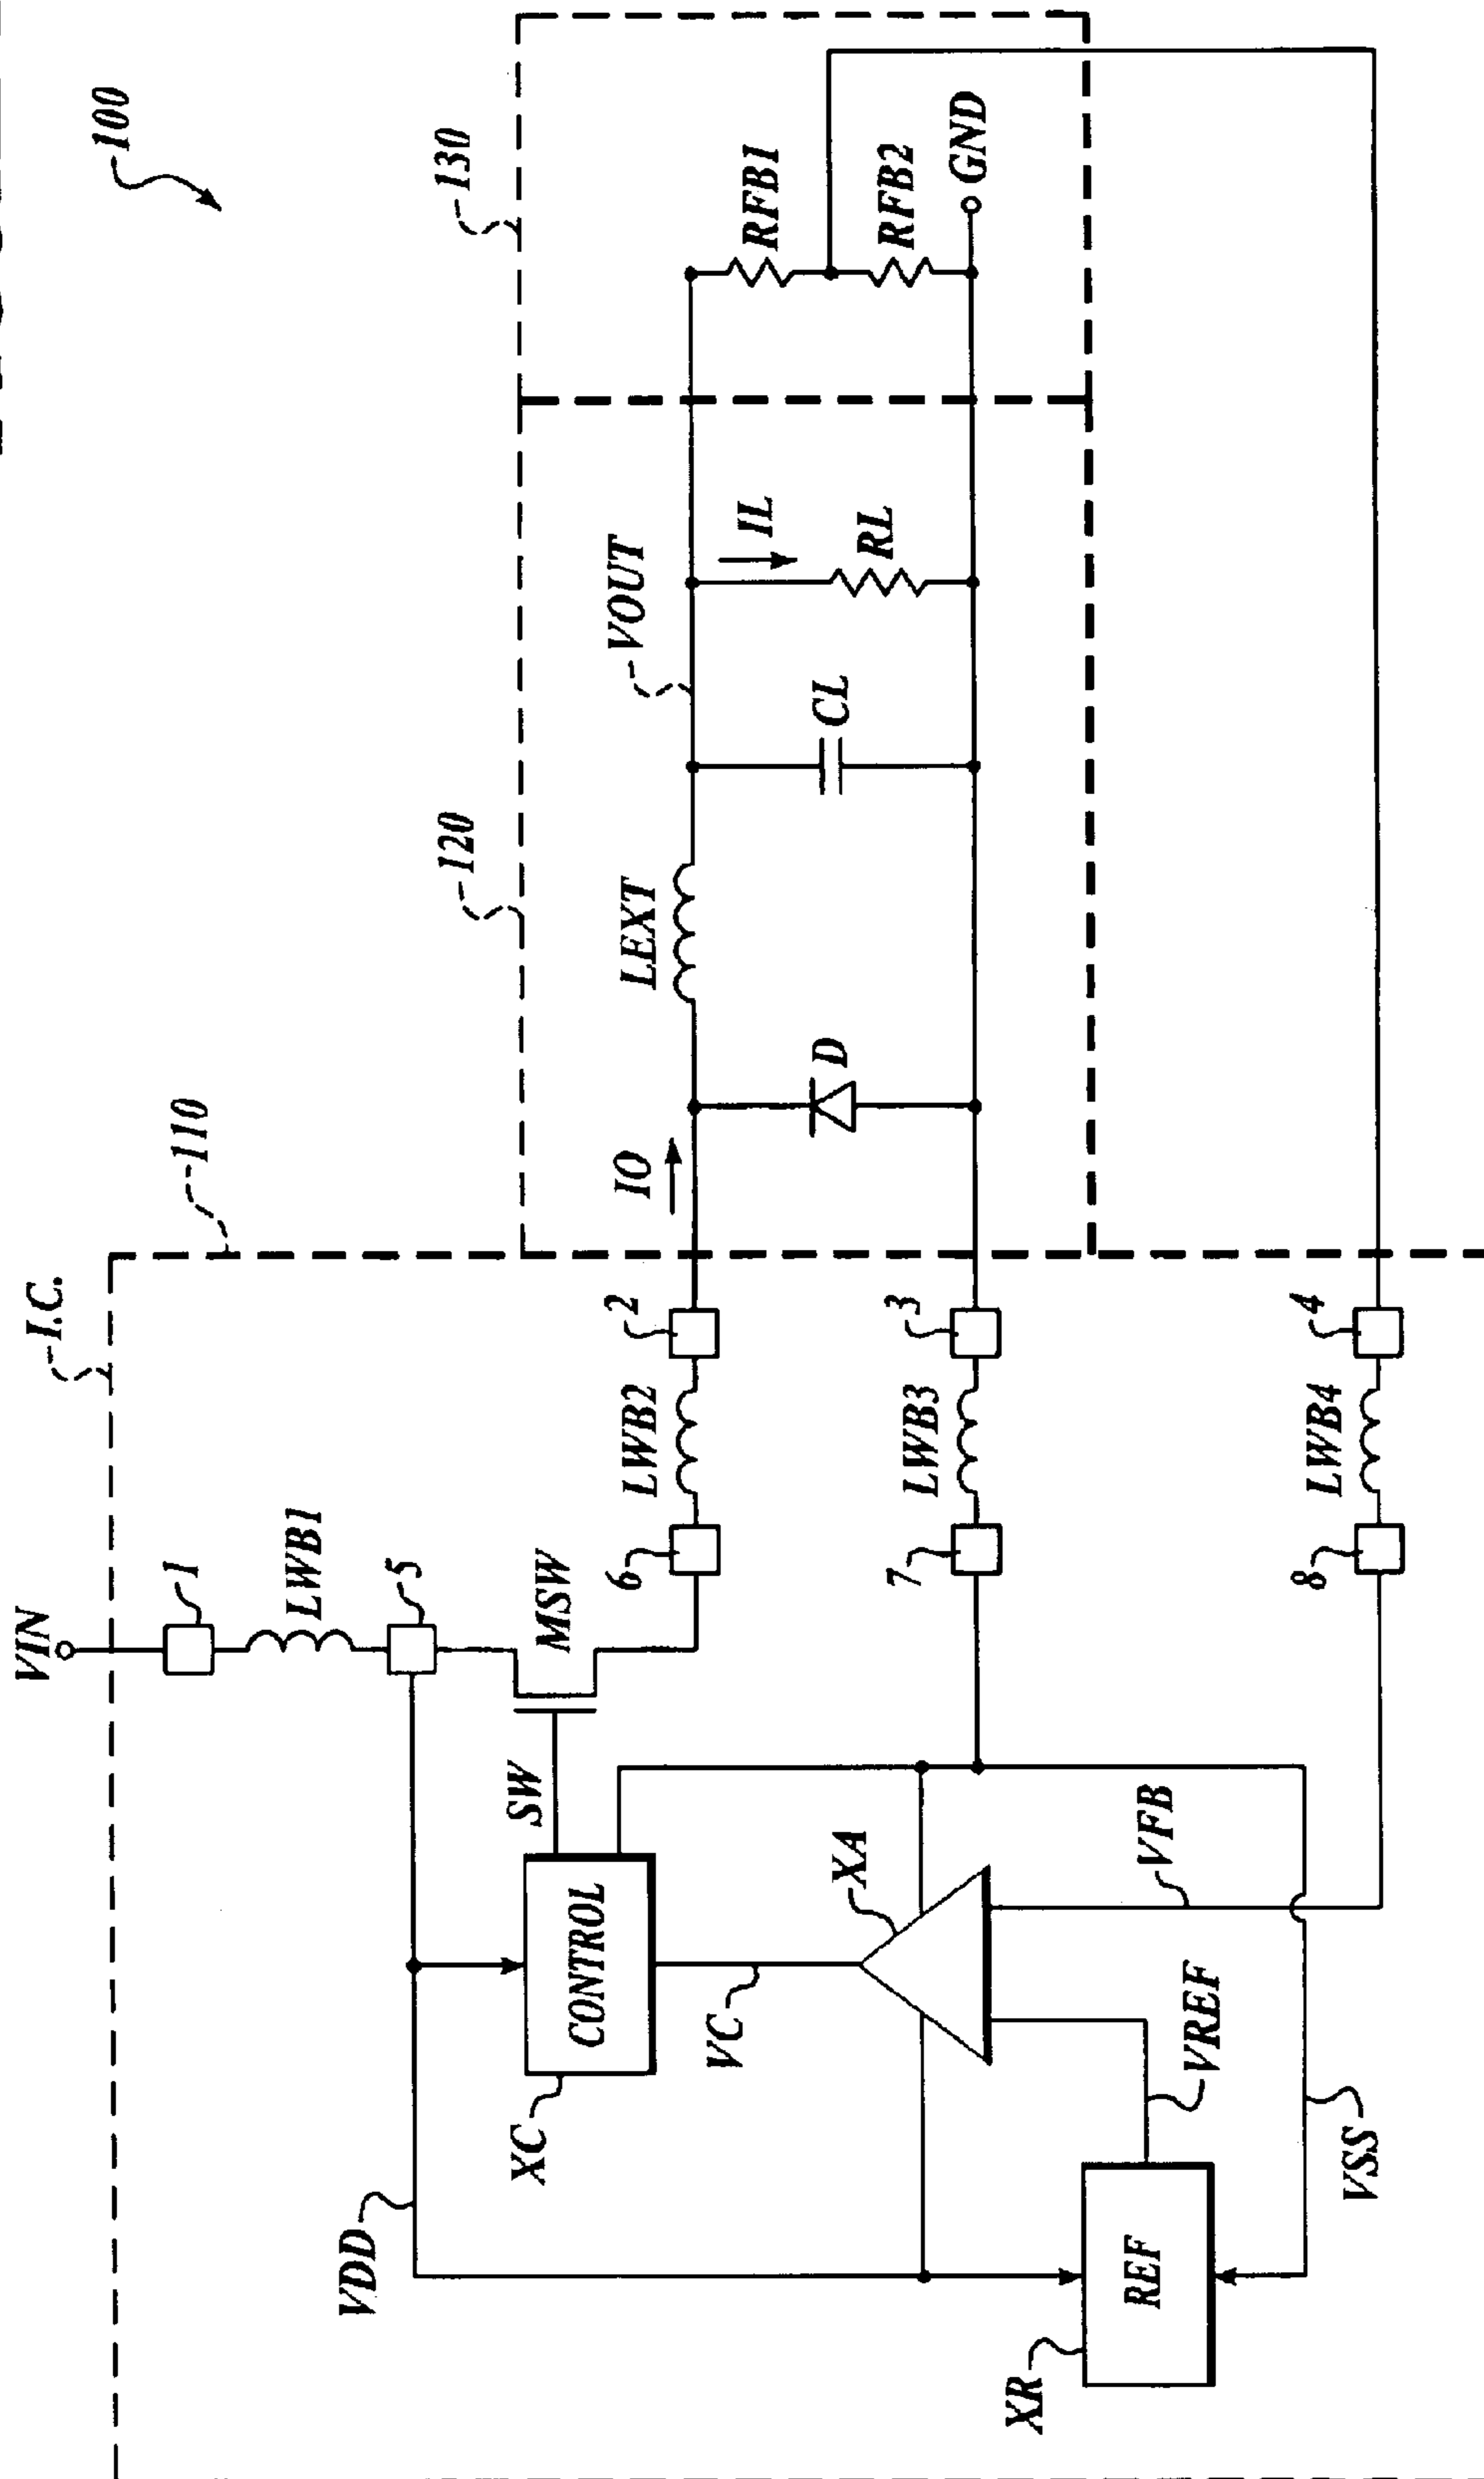 100
130
120
110
I.C.
VIN
1
LWB1
5
MSW
SW
VDD
XC
CONTROL
VC
XA
VREF
VFB
VSS
XR
REF
6
LWB2
2
7
LWB3
3
8
LWB4
4
IO
D
LEXT
CL
VOUT
IL
RL
RFB1
RFB2
GND